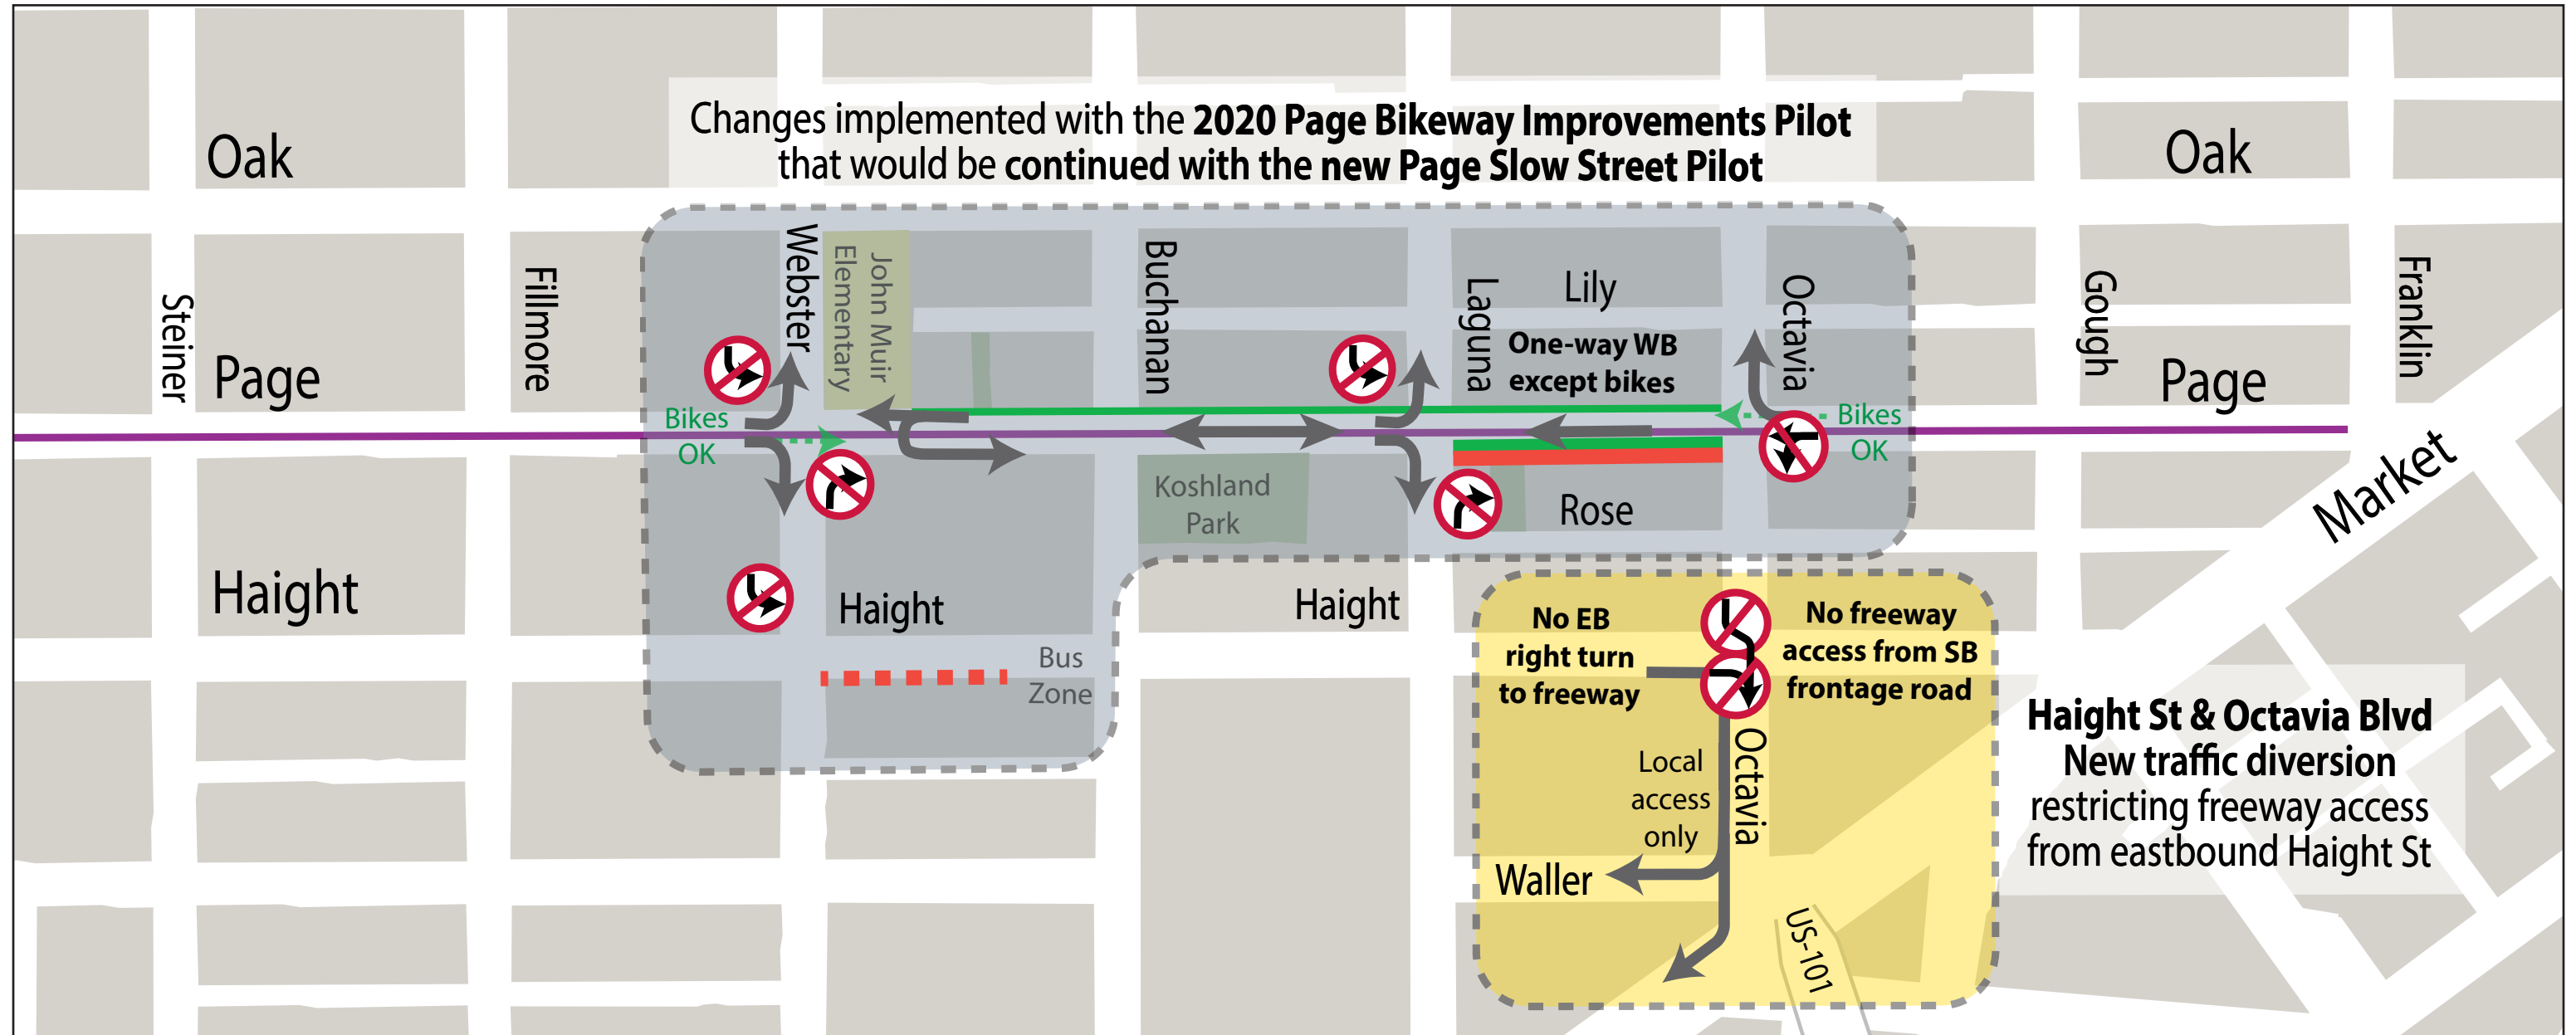 Changes implemented with the 2020 Page Bikeway Improvements Pilot
that would be continued with the new Page Slow Street Pilot
Oak
Oak
Steiner
Fillmore
Webster
John Muir
Elementary
Buchanan
Laguna
Lily
Octavia
Gough
Franklin
One-way WB
except bikes
Page
Page
Bikes
OK
Bikes
OK
Market
Koshland
Park
Rose
Haight
Haight
Haight
Bus
Zone
No EB
right turn
to freeway
No freeway
access from SB
frontage road
Local
access
only
Octavia
Waller
US-101
Haight St & Octavia Blvd
New traffic diversion
restricting freeway access
from eastbound Haight St